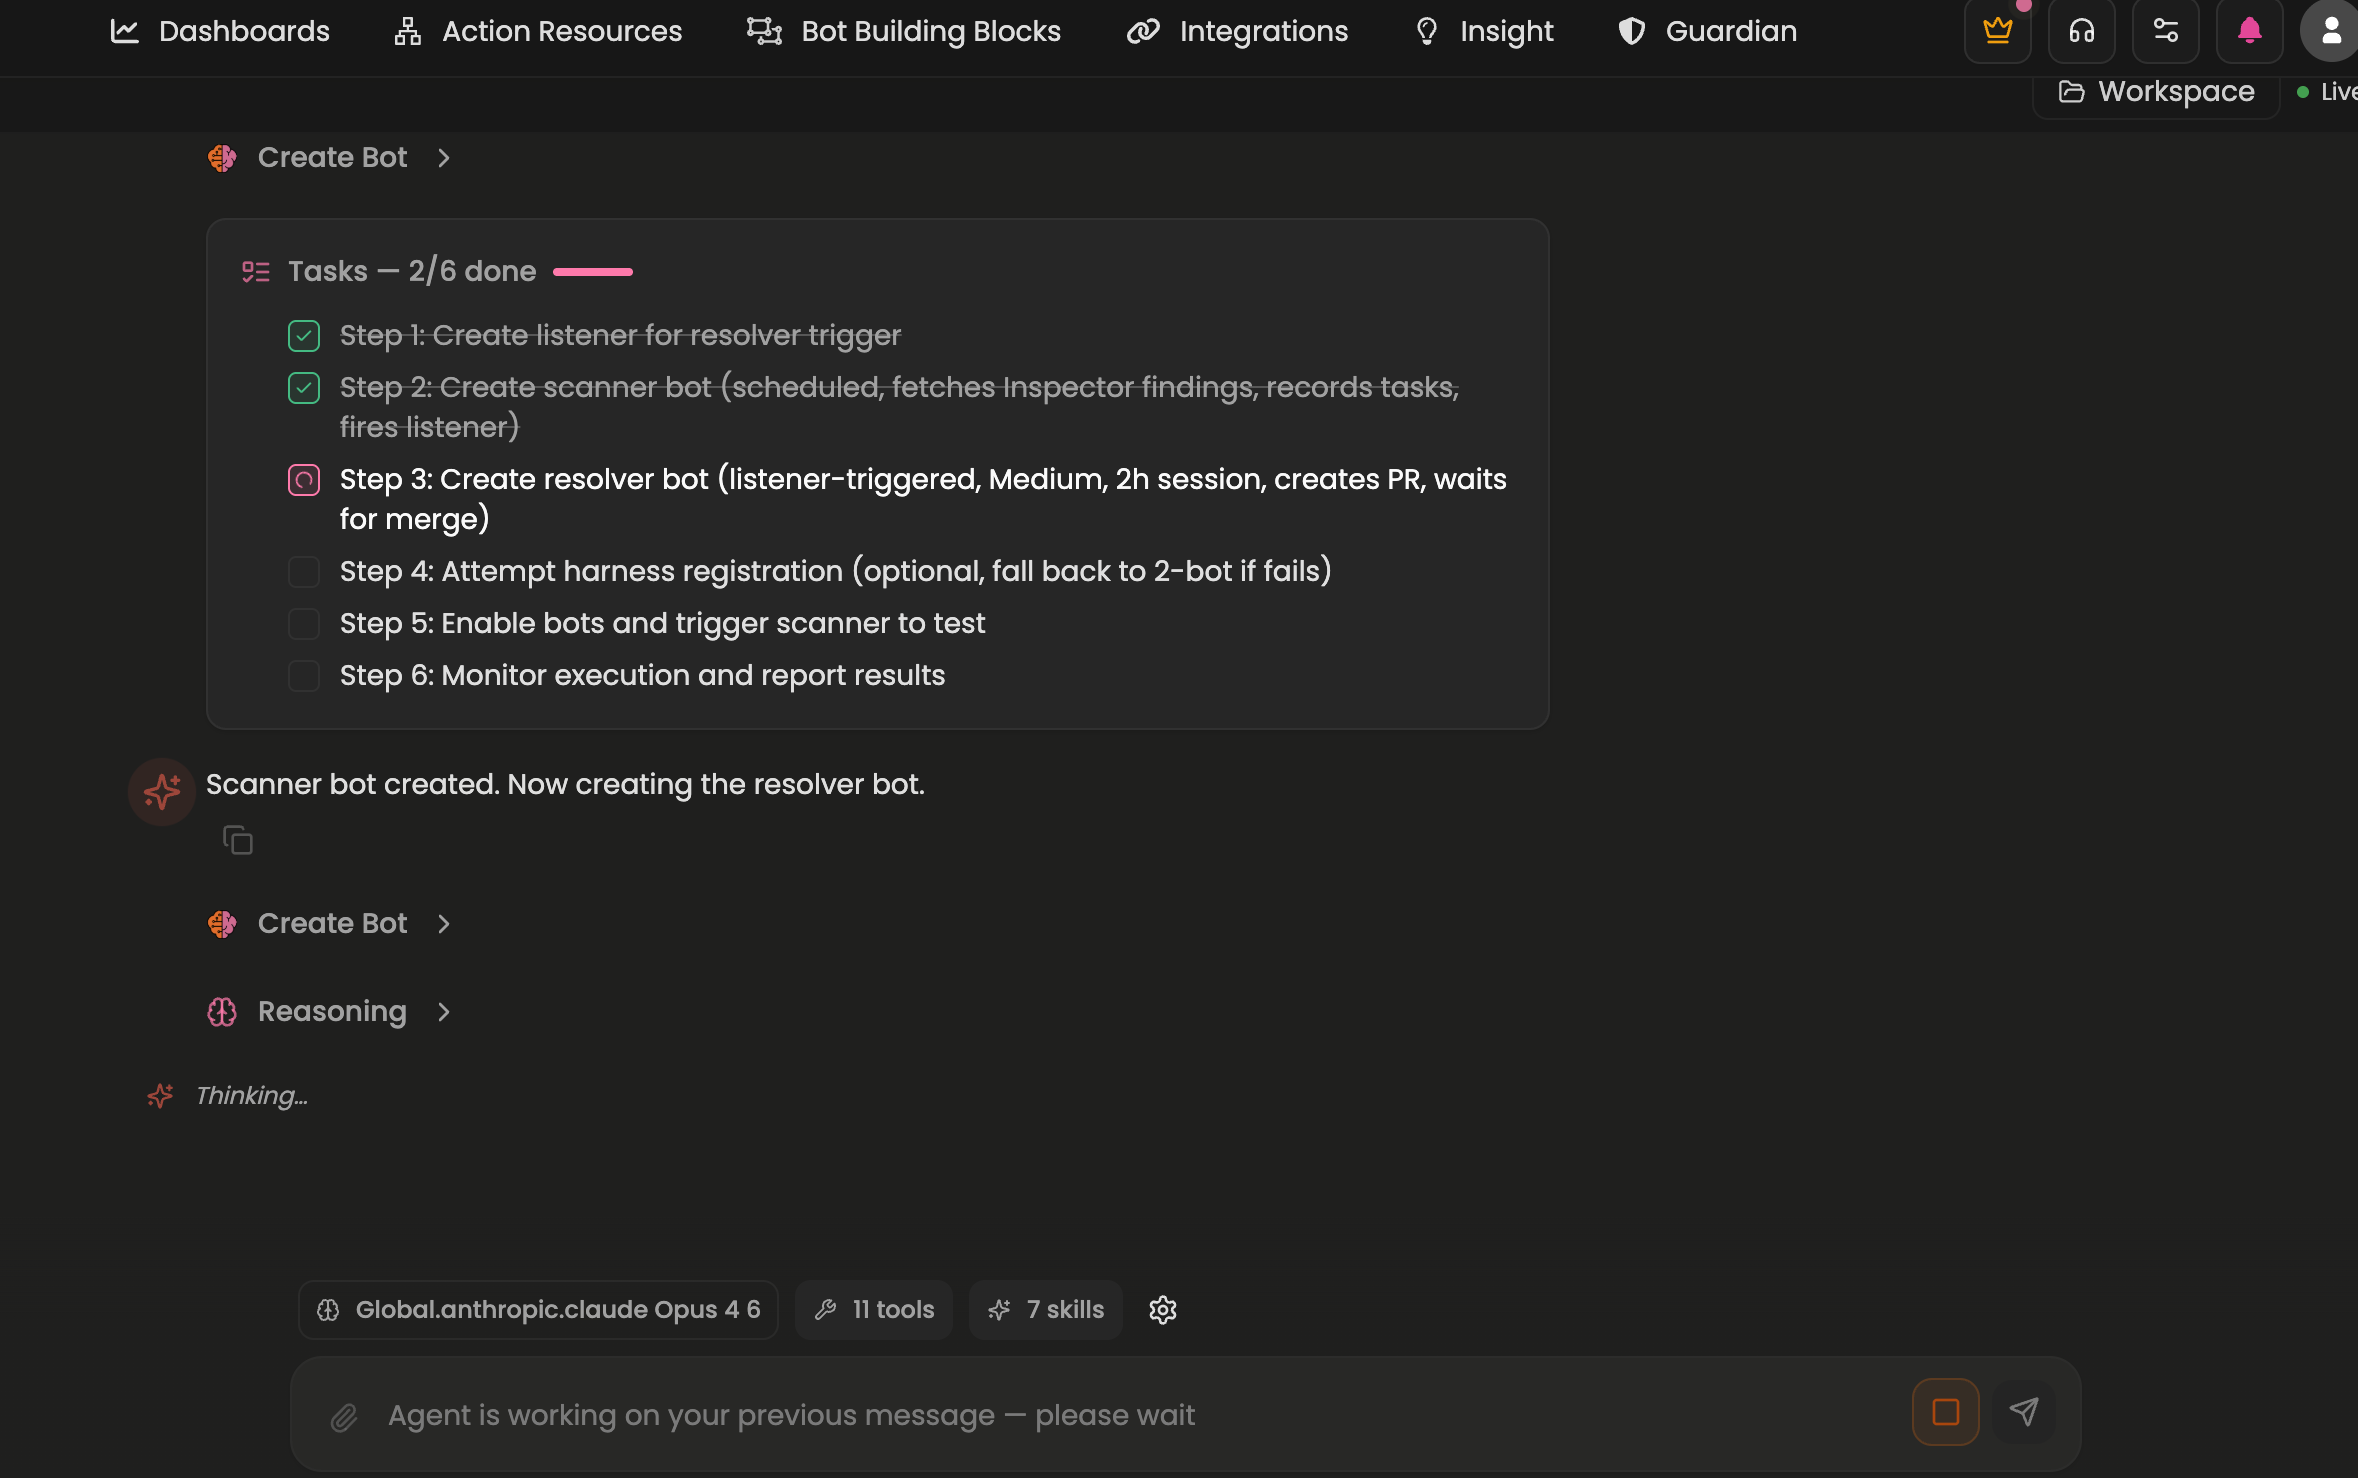 Dashboards Action Resources Bot Building Blocks Integrations Insight Guardian
Workspace Live
Create Bot
Tasks — 2/6 done
Step 1: Create listener for resolver trigger
Step 2: Create scanner bot (scheduled, fetches Inspector findings, records tasks,
fires listener)
Step 3: Create resolver bot (listener-triggered, Medium, 2h session, creates PR, waits
for merge)
Step 4: Attempt harness registration (optional, fall back to 2-bot if fails)
Step 5: Enable bots and trigger scanner to test
Step 6: Monitor execution and report results
Scanner bot created. Now creating the resolver bot.
Create Bot
Reasoning
Thinking...
Global.anthropic.claude Opus 4 6 11 tools 7 skills
Agent is working on your previous message — please wait